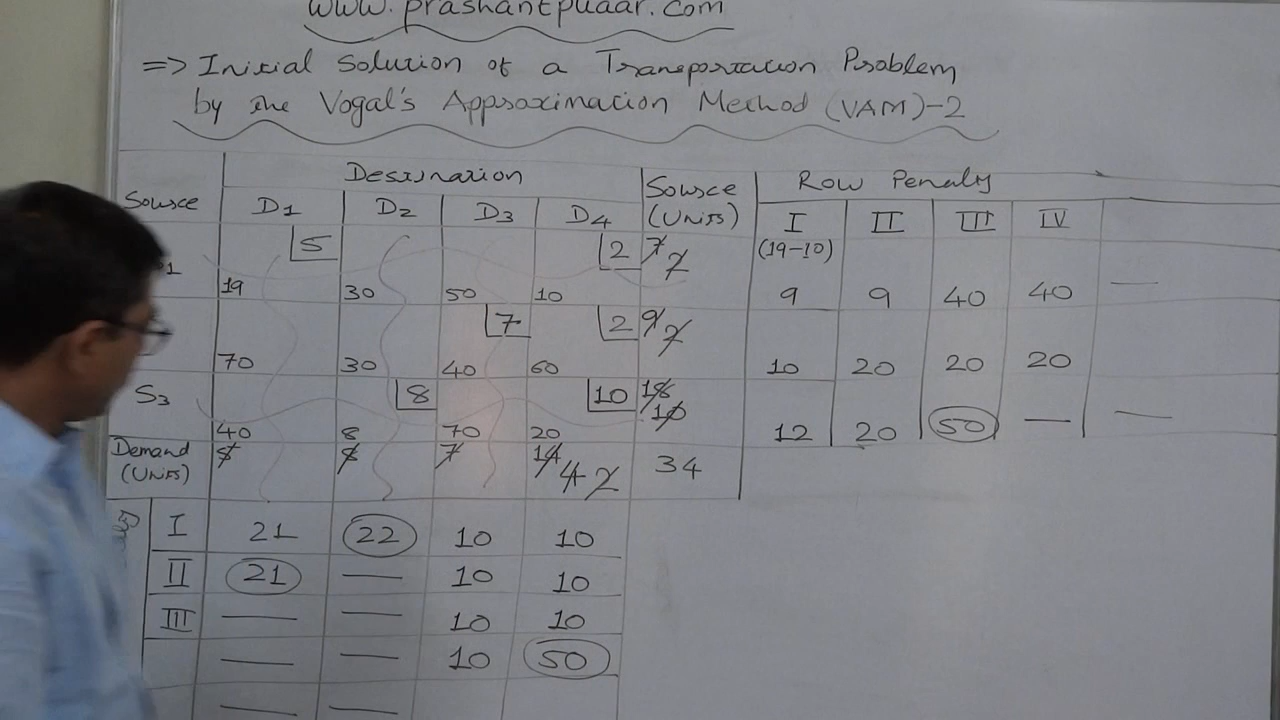 www.prashantpuaar.com
=> Initial Solution of a Transportation Problem
by the Vogal's Approximation Method (VAM)-2
Source Destination Source (Units) Row Penalty
D1 D2 D3 D4 I II III IV
(19-10)
1 5 2 7 7
19 30 50 10 9 9 40 40 —
7 2 9 7
70 30 40 60 10 20 20 20
S3 8 10 18 10
40 8 70 20 12 20 50 — —
Demand (Units) 5 8 7 14 4 2 34
I 21 22 10 10
II 21 — 10 10
III — — 10 10
— — 10 50
— —